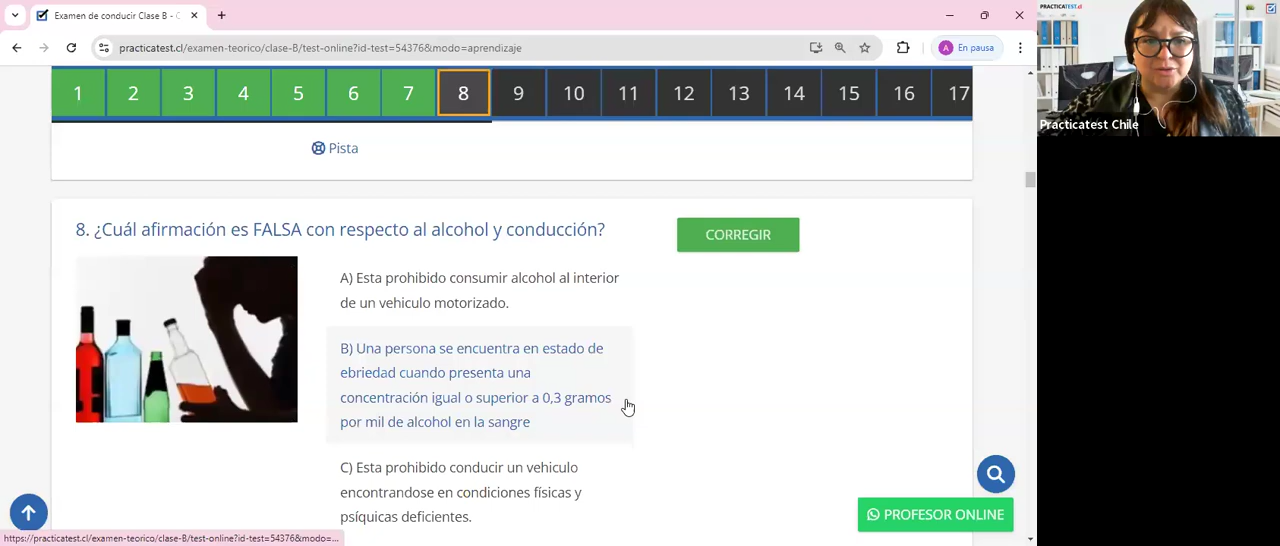 Examen de conducir Clase B - C
practicatest.cl/examen-teorico/clase-B/test-online?id-test=54376&modo=aprendizaje
A En pausa
1 2 3 4 5 6 7 8 9 10 11 12 13 14 15 16 17
Pista
8. ¿Cuál afirmación es FALSA con respecto al alcohol y conducción?
CORREGIR
A) Esta prohibido consumir alcohol al interior
de un vehiculo motorizado.
B) Una persona se encuentra en estado de
ebriedad cuando presenta una
concentración igual o superior a 0,3 gramos
por mil de alcohol en la sangre
C) Esta prohibido conducir un vehiculo
encontrandose en condiciones físicas y
psíquicas deficientes.
PROFESOR ONLINE
https://practicatest.cl/examen-teorico/clase-B/test-online?id-test=54376&modo=...
PRACTICATEST.cl
Practicatest Chile